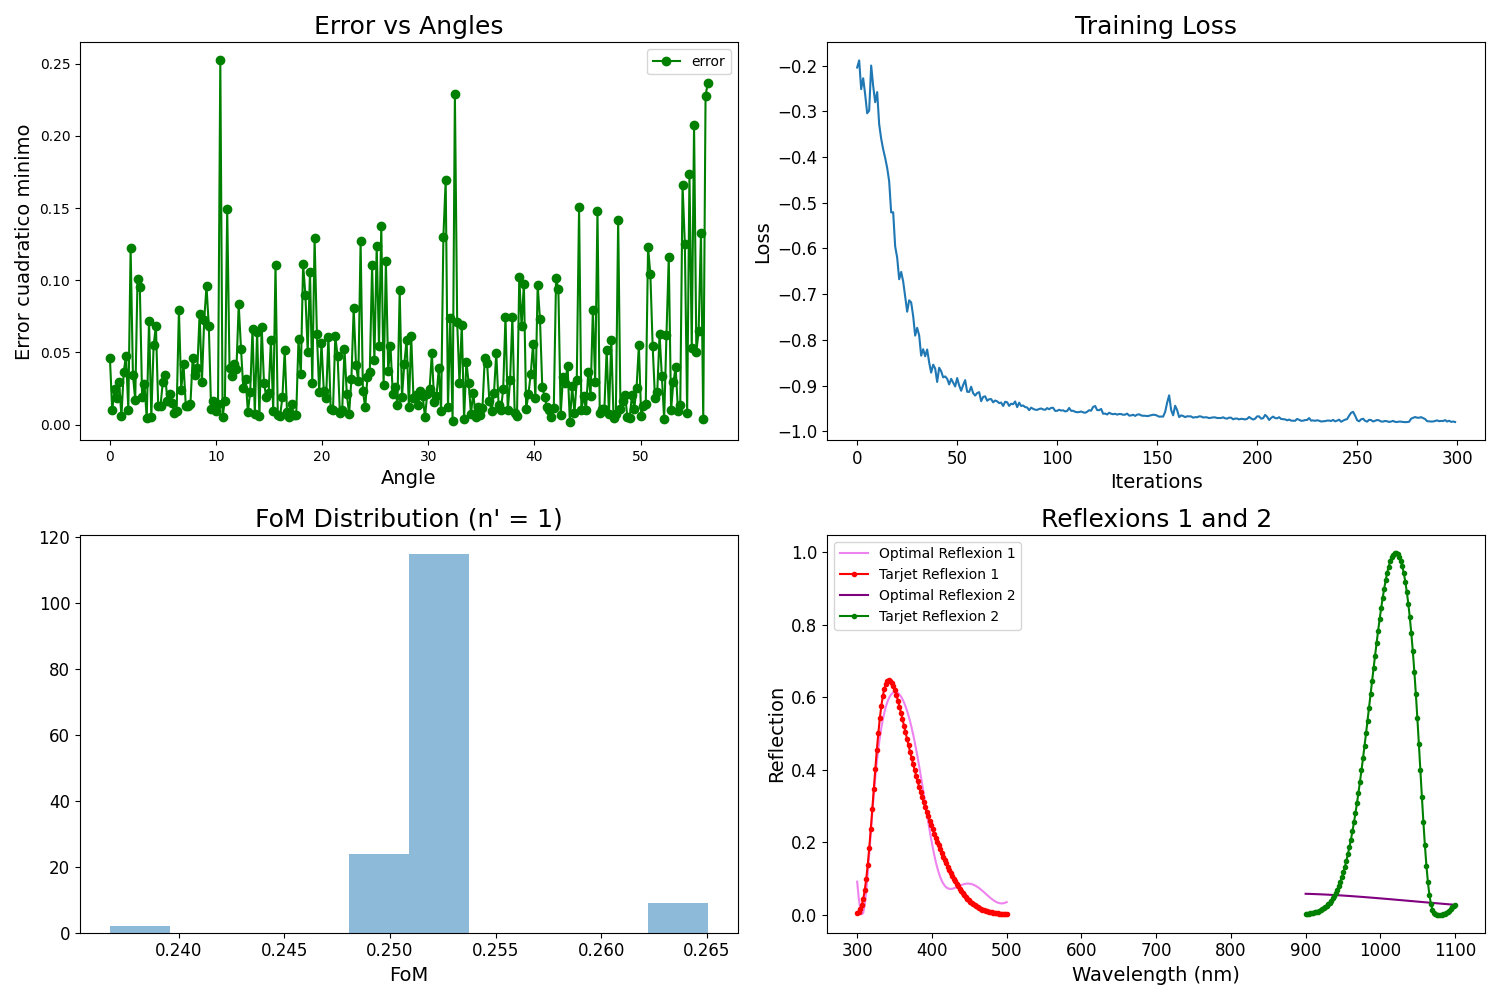 Error vs Angles
error
Error cuadratico minimo
0.25
0.20
0.15
0.10
0.05
0.00
0 10 20 30 40 50
Angle
Training Loss
Loss
−0.2
−0.3
−0.4
−0.5
−0.6
−0.7
−0.8
−0.9
−1.0
0 50 100 150 200 250 300
Iterations
FoM Distribution (n' = 1)
120
100
80
60
40
20
0
0.240 0.245 0.250 0.255 0.260 0.265
FoM
Reflexions 1 and 2
Optimal Reflexion 1
Tarjet Reflexion 1
Optimal Reflexion 2
Tarjet Reflexion 2
Reflection
1.0
0.8
0.6
0.4
0.2
0.0
300 400 500 600 700 800 900 1000 1100
Wavelength (nm)